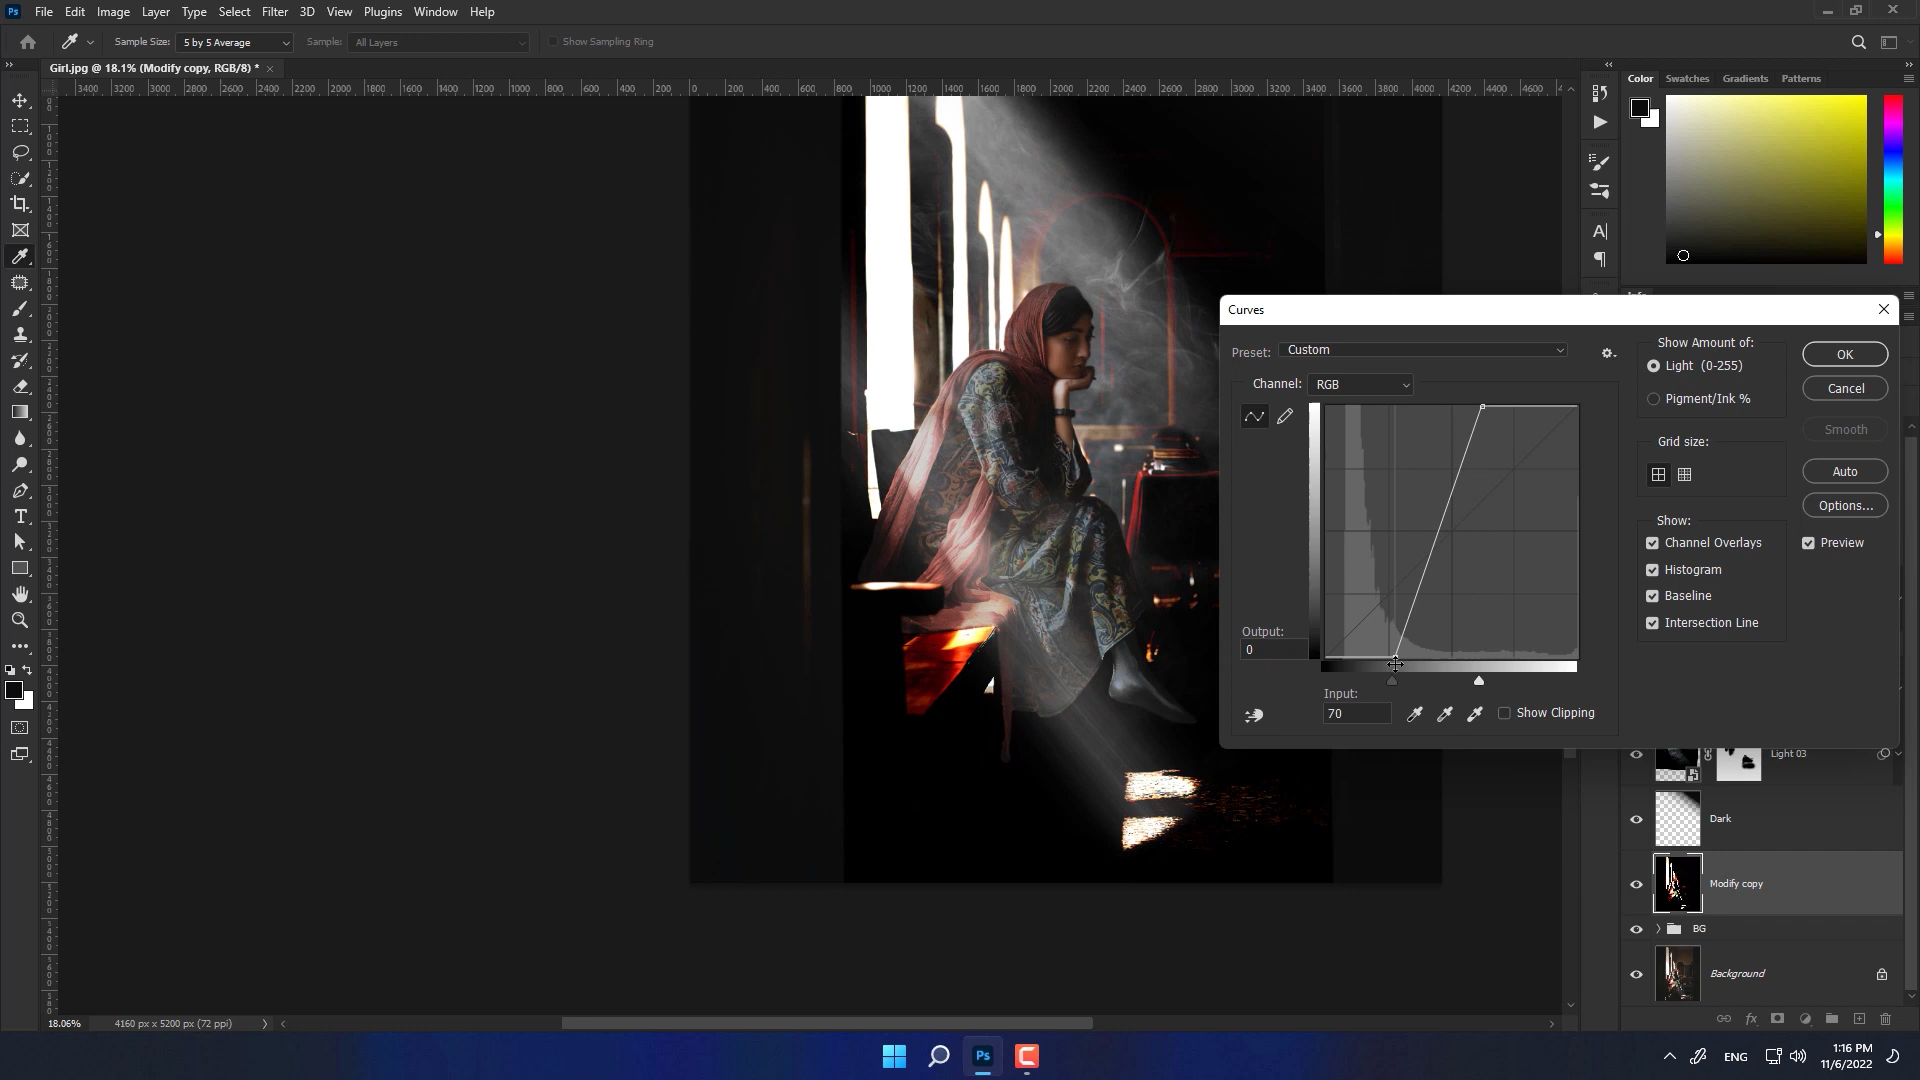 Ps File Edit Image Layer Type Select Filter 3D View Plugins Window Help
Sample Size: 5 by 5 Average Sample: All Layers Show Sampling Ring
Girl.jpg @ 18.1% (Modify copy, RGB/8) *
3400 3200 3000 2800 2600 2400 2200 2000 1800 1600 1400 1200 1000 800 600 400 200 0 200 400 600 800 1000 1200 1400 1600 1800 2000 2200 2400 2600 2800 3000 3200 3400 3600 3800 4000 4200 4400 4600
Color Swatches Gradients Patterns
Curves
Preset: Custom
Channel: RGB
Output:
0
Input:
70
Show Clipping
Show Amount of:
Light (0-255)
Pigment/Ink %
Grid size:
Show:
Channel Overlays
Histogram
Baseline
Intersection Line
OK
Cancel
Smooth
Auto
Options...
Preview
Light 03
Dark
Modify copy
BG
Background
18.06% 4160 px x 5200 px (72 ppi)
Ps
ENG
1:16 PM
11/6/2022